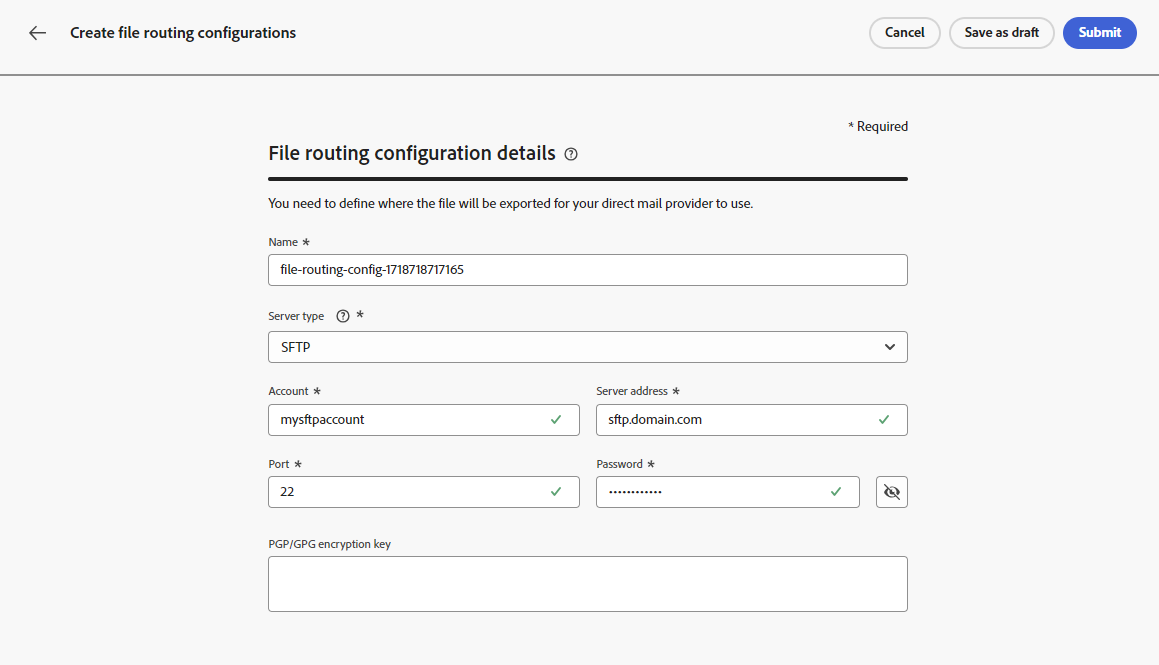 Create file routing configurations
Cancel
Save as draft
Submit
* Required
File routing configuration details
You need to define where the file will be exported for your direct mail provider to use.
Name *
file-routing-config-1718718717165
Server type ? *
SFTP
Account * Server address *
mysftpaccount sftp.domain.com
Port * Password *
22 ••••••••••••
PGP/GPG encryption key